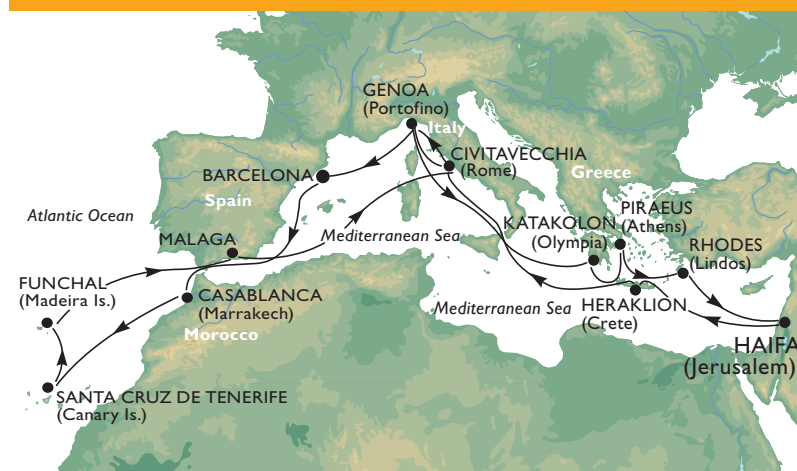 GENOA
(Portofino)
Italy
CIVITAVECCHIA
(Rome)
BARCELONA
Spain
Greece
Atlantic Ocean
MALAGA
Mediterranean Sea
KATAKOLON
(Olympia)
PIRAEUS
(Athens)
RHODES
(Lindos)
FUNCHAL
(Madeira Is.)
CASABLANCA
(Marrakech)
Morocco
Mediterranean Sea
HERAKLION
(Crete)
HAIFA
(Jerusalem)
SANTA CRUZ DE TENERIFE
(Canary Is.)